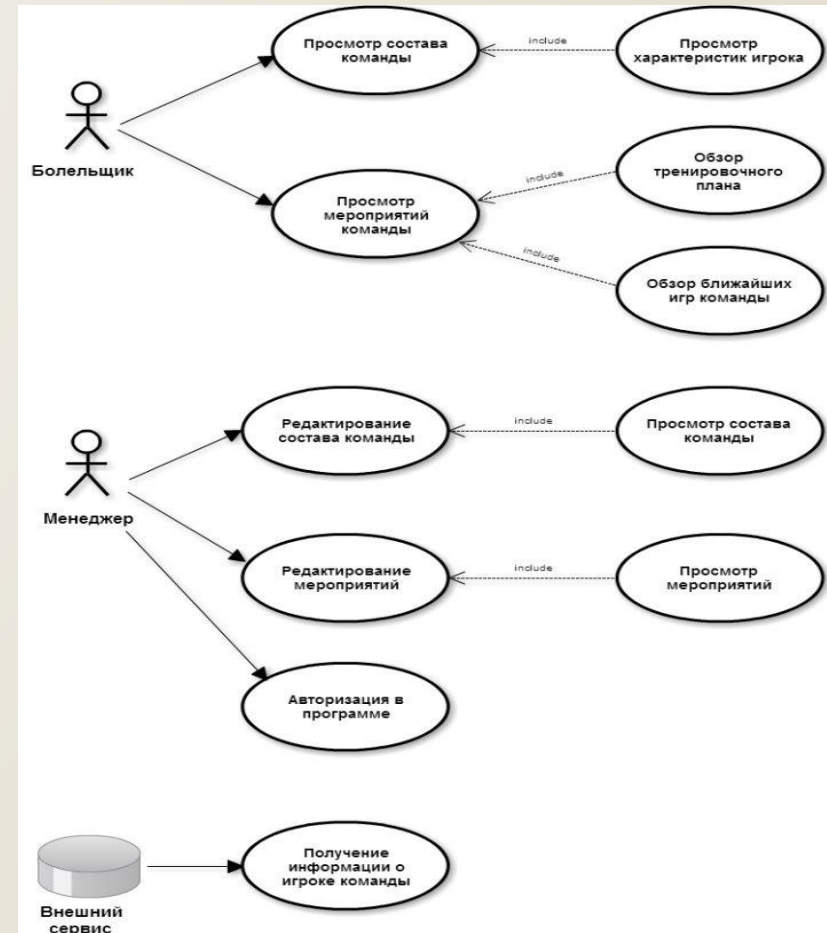 Просмотр состава
команды
include
Просмотр
характеристик игрока
Болельщик
Просмотр
мероприятий
команды
include
Обзор
тренировочного
плана
include
Обзор ближайших
игр команды
Менеджер
Редактирование
состава команды
include
Просмотр состава
команды
Редактирование
мероприятий
include
Просмотр
мероприятий
Авторизация в
программе
Внешний
сервис
Получение
информации о
игроке команды